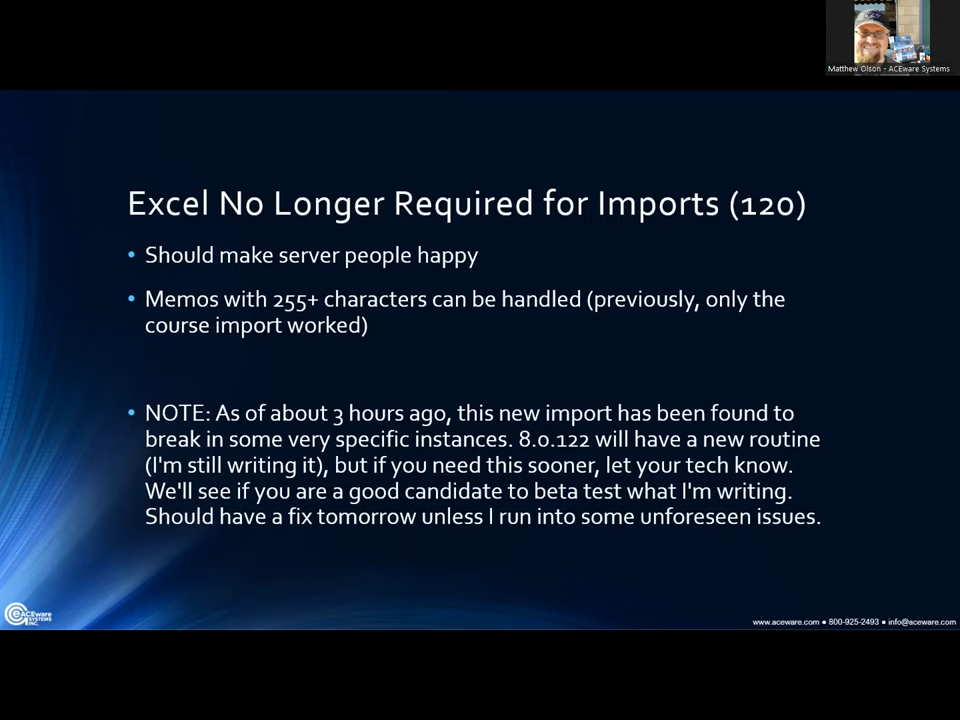 Matthew Olson - ACEware Systems
Excel No Longer Required for Imports (120)
• Should make server people happy
• Memos with 255+ characters can be handled (previously, only the
course import worked)
• NOTE: As of about 3 hours ago, this new import has been found to
break in some very specific instances. 8.0.122 will have a new routine
(I'm still writing it), but if you need this sooner, let your tech know.
We'll see if you are a good candidate to beta test what I'm writing.
Should have a fix tomorrow unless I run into some unforeseen issues.
ACEware
SYSTEMS
INC.
www.aceware.com ● 800-925-2493 ● info@aceware.com